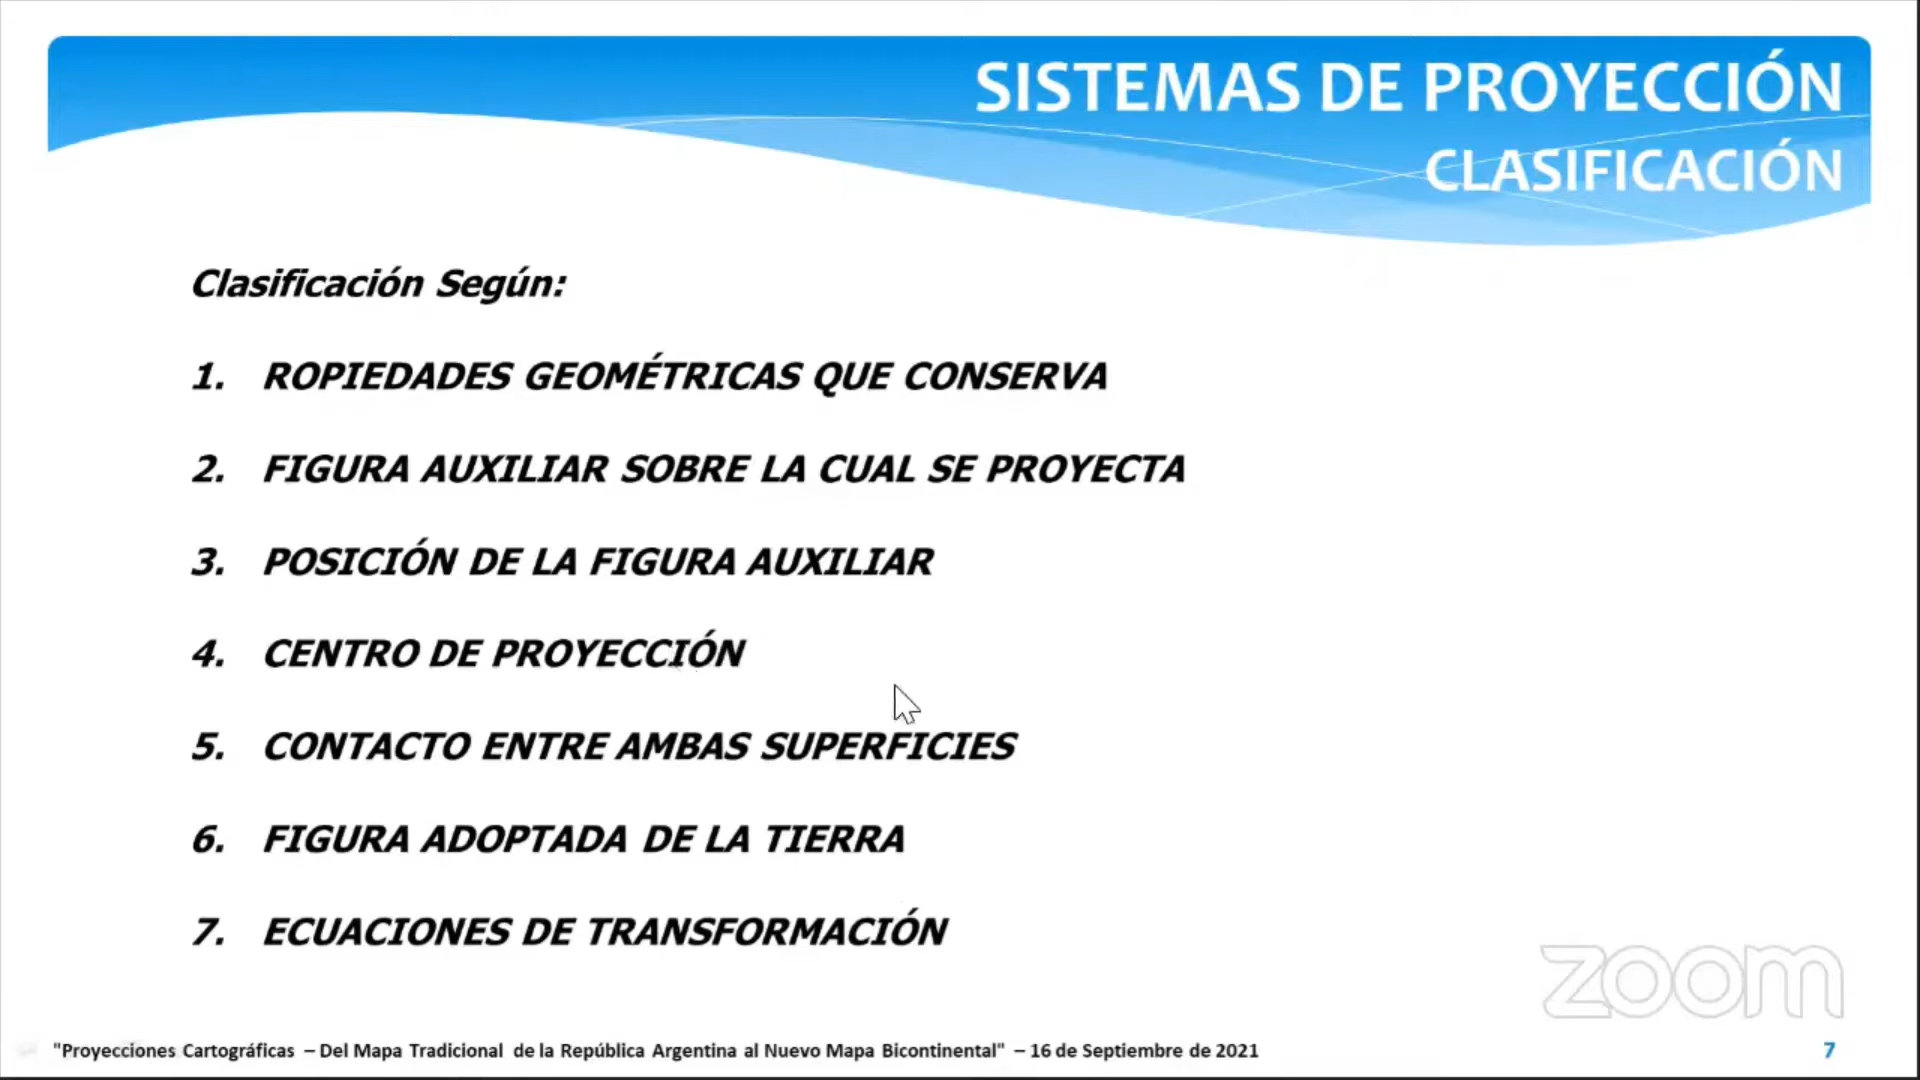 SISTEMAS DE PROYECCIÓN
CLASIFICACIÓN
Clasificación Según:
1. ROPIEDADES GEOMÉTRICAS QUE CONSERVA
2. FIGURA AUXILIAR SOBRE LA CUAL SE PROYECTA
3. POSICIÓN DE LA FIGURA AUXILIAR
4. CENTRO DE PROYECCIÓN
5. CONTACTO ENTRE AMBAS SUPERFICIES
6. FIGURA ADOPTADA DE LA TIERRA
7. ECUACIONES DE TRANSFORMACIÓN
zoom
"Proyecciones Cartográficas – Del Mapa Tradicional de la República Argentina al Nuevo Mapa Bicontinental" – 16 de Septiembre de 2021
7